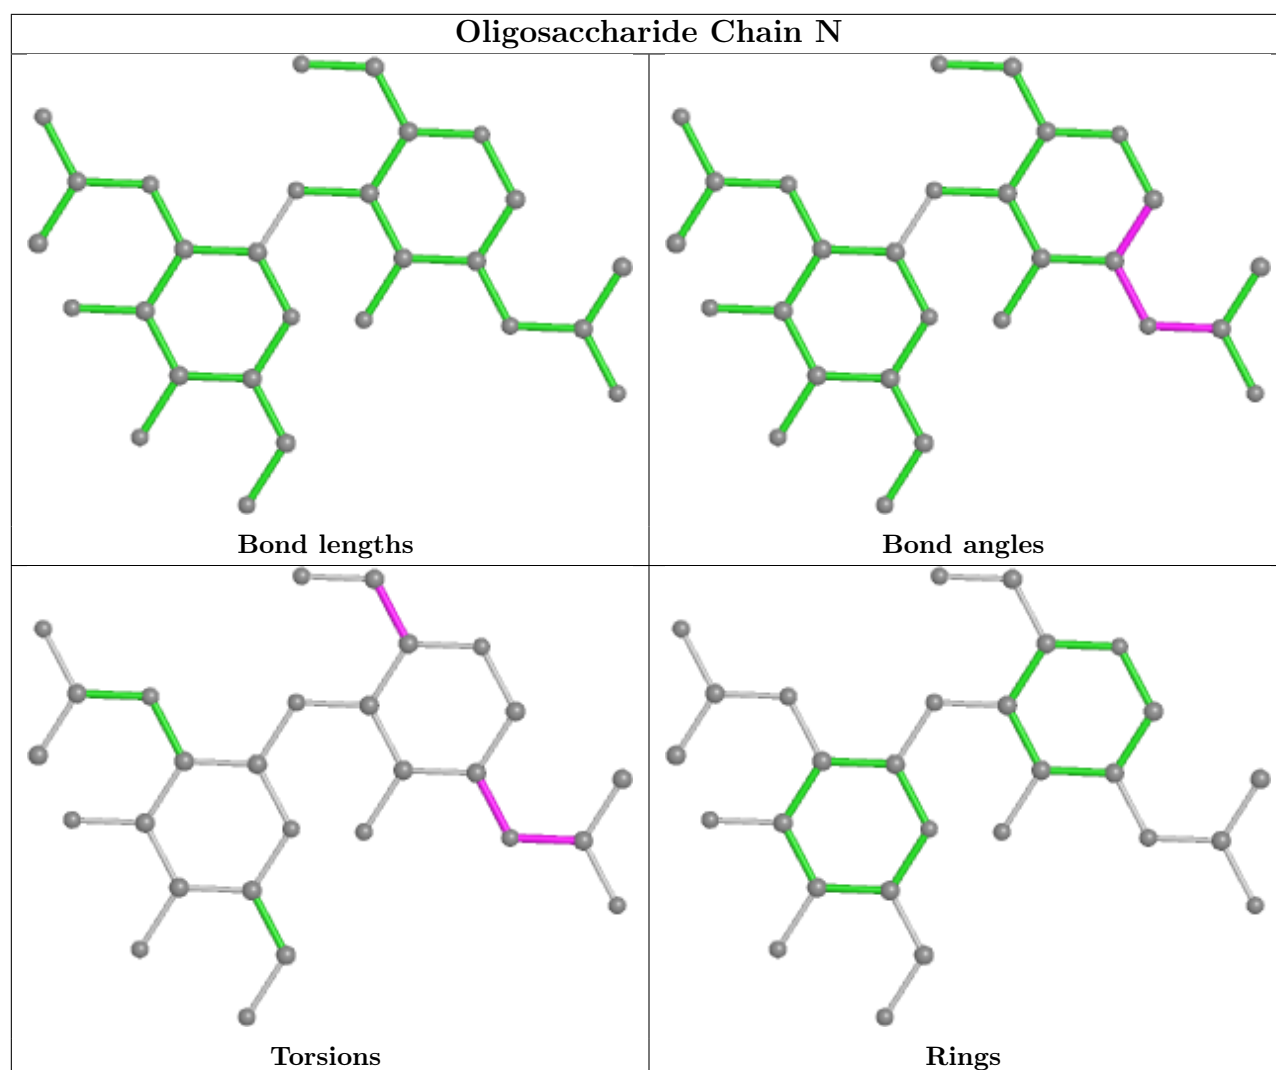 Oligosaccharide Chain N
Bond lengths
Bond angles
Torsions
Rings